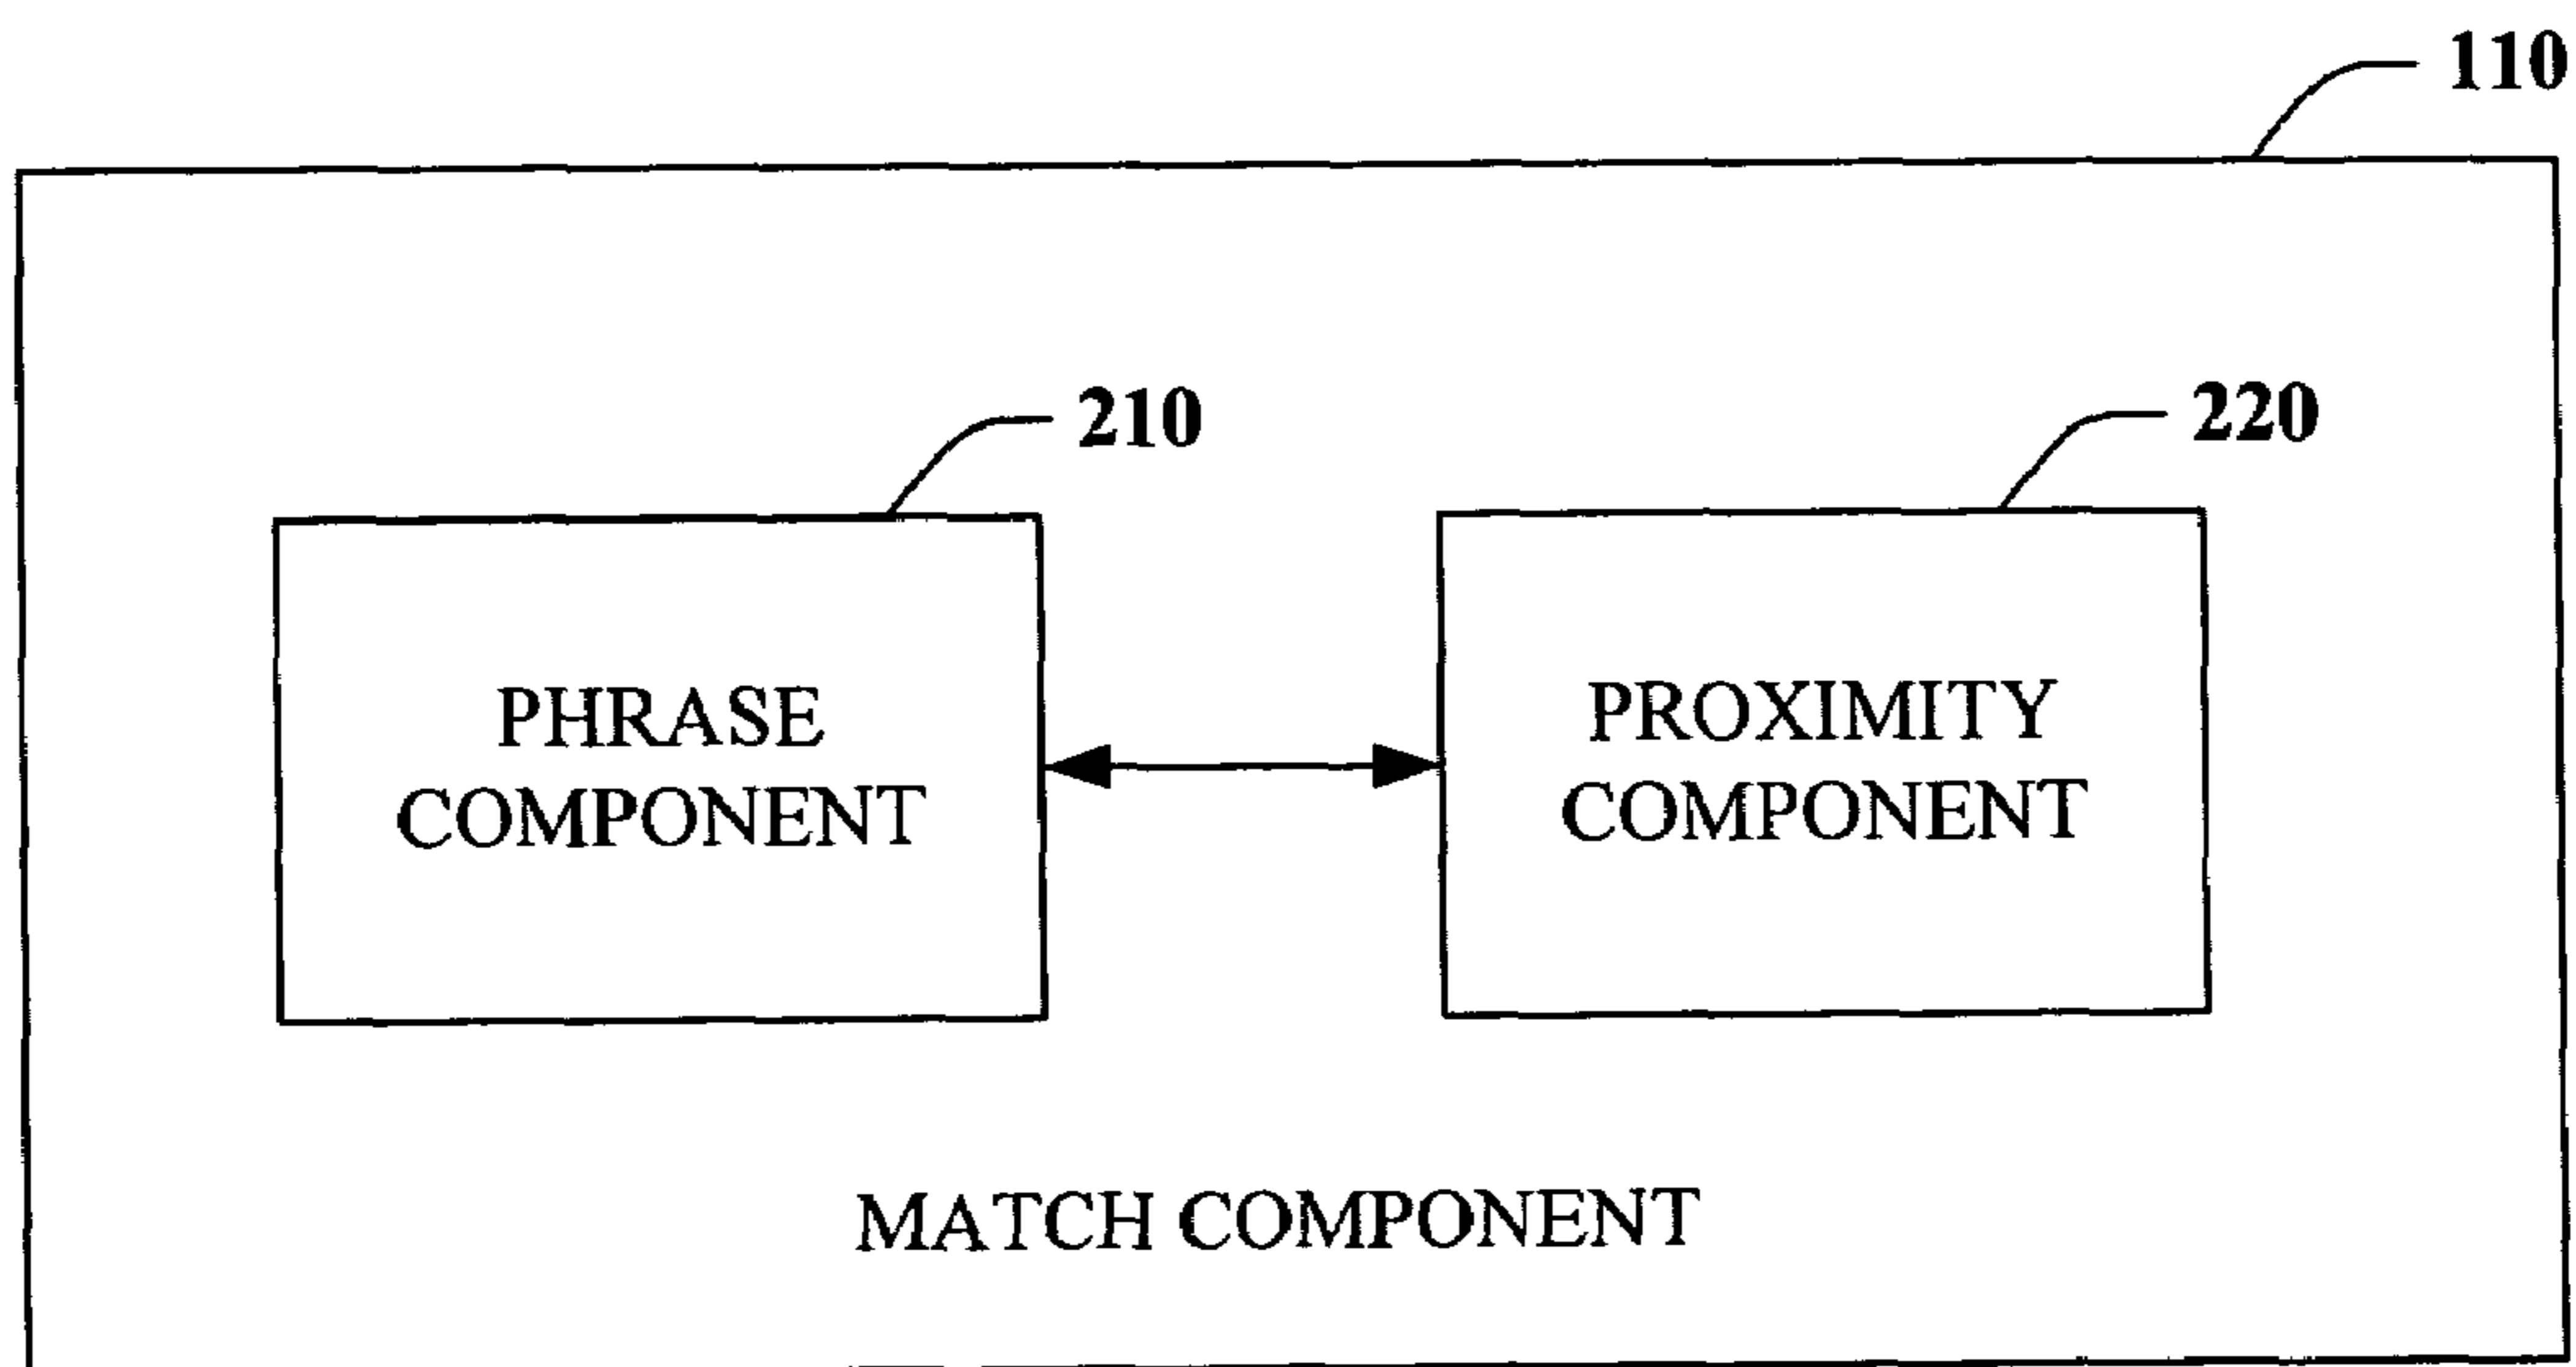 110
210
220
PHRASE
COMPONENT
PROXIMITY
COMPONENT
MATCH COMPONENT